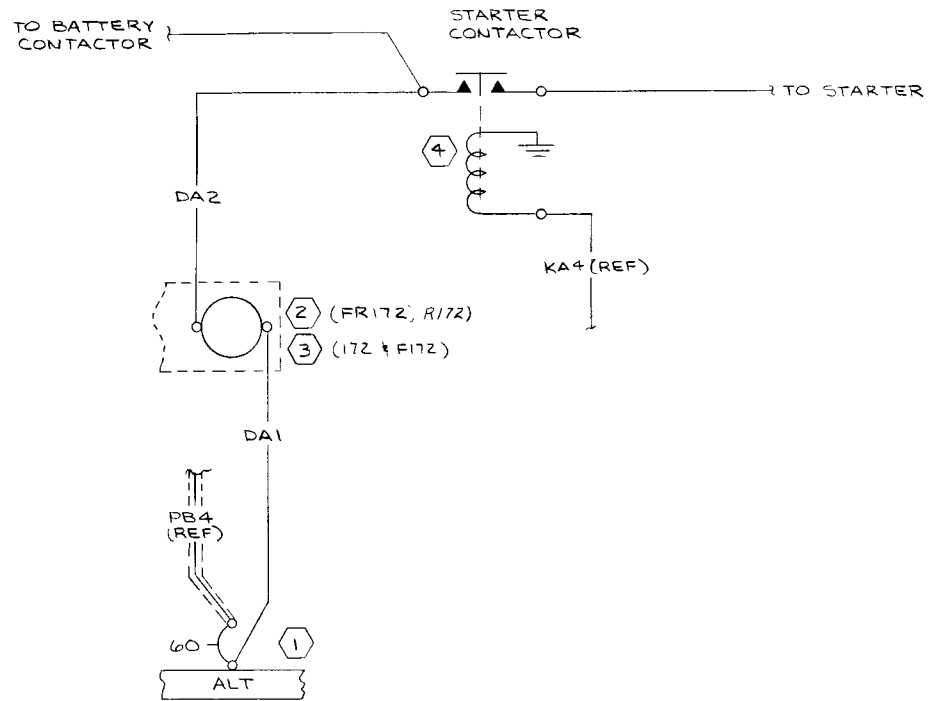 TO BATTERY
CONTACTOR
STARTER
CONTACTOR
TO STARTER
4
DA2
KA4 (REF)
2 (FR172, R172)
3 (172 & F172)
DA1
PB4
(REF)
60
1
ALT